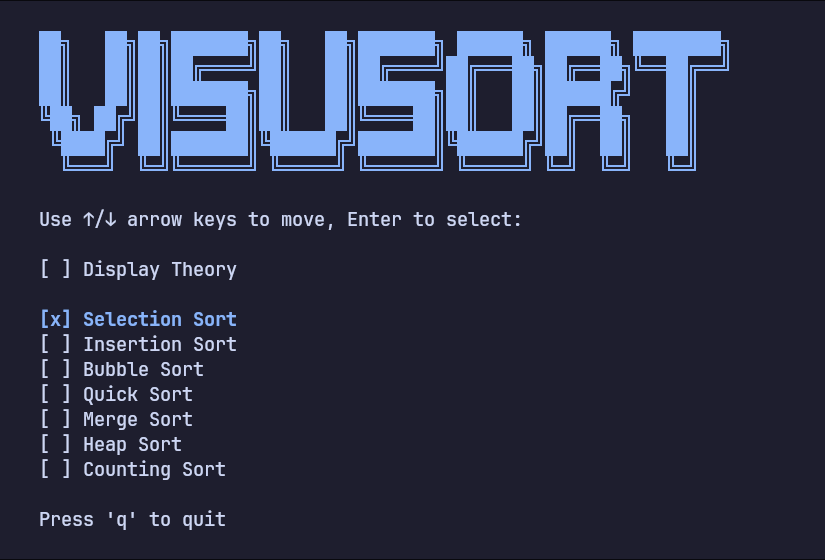 VISUSORT
Use ↑/↓ arrow keys to move, Enter to select:
[ ] Display Theory
[x] Selection Sort
[ ] Insertion Sort
[ ] Bubble Sort
[ ] Quick Sort
[ ] Merge Sort
[ ] Heap Sort
[ ] Counting Sort
Press 'q' to quit